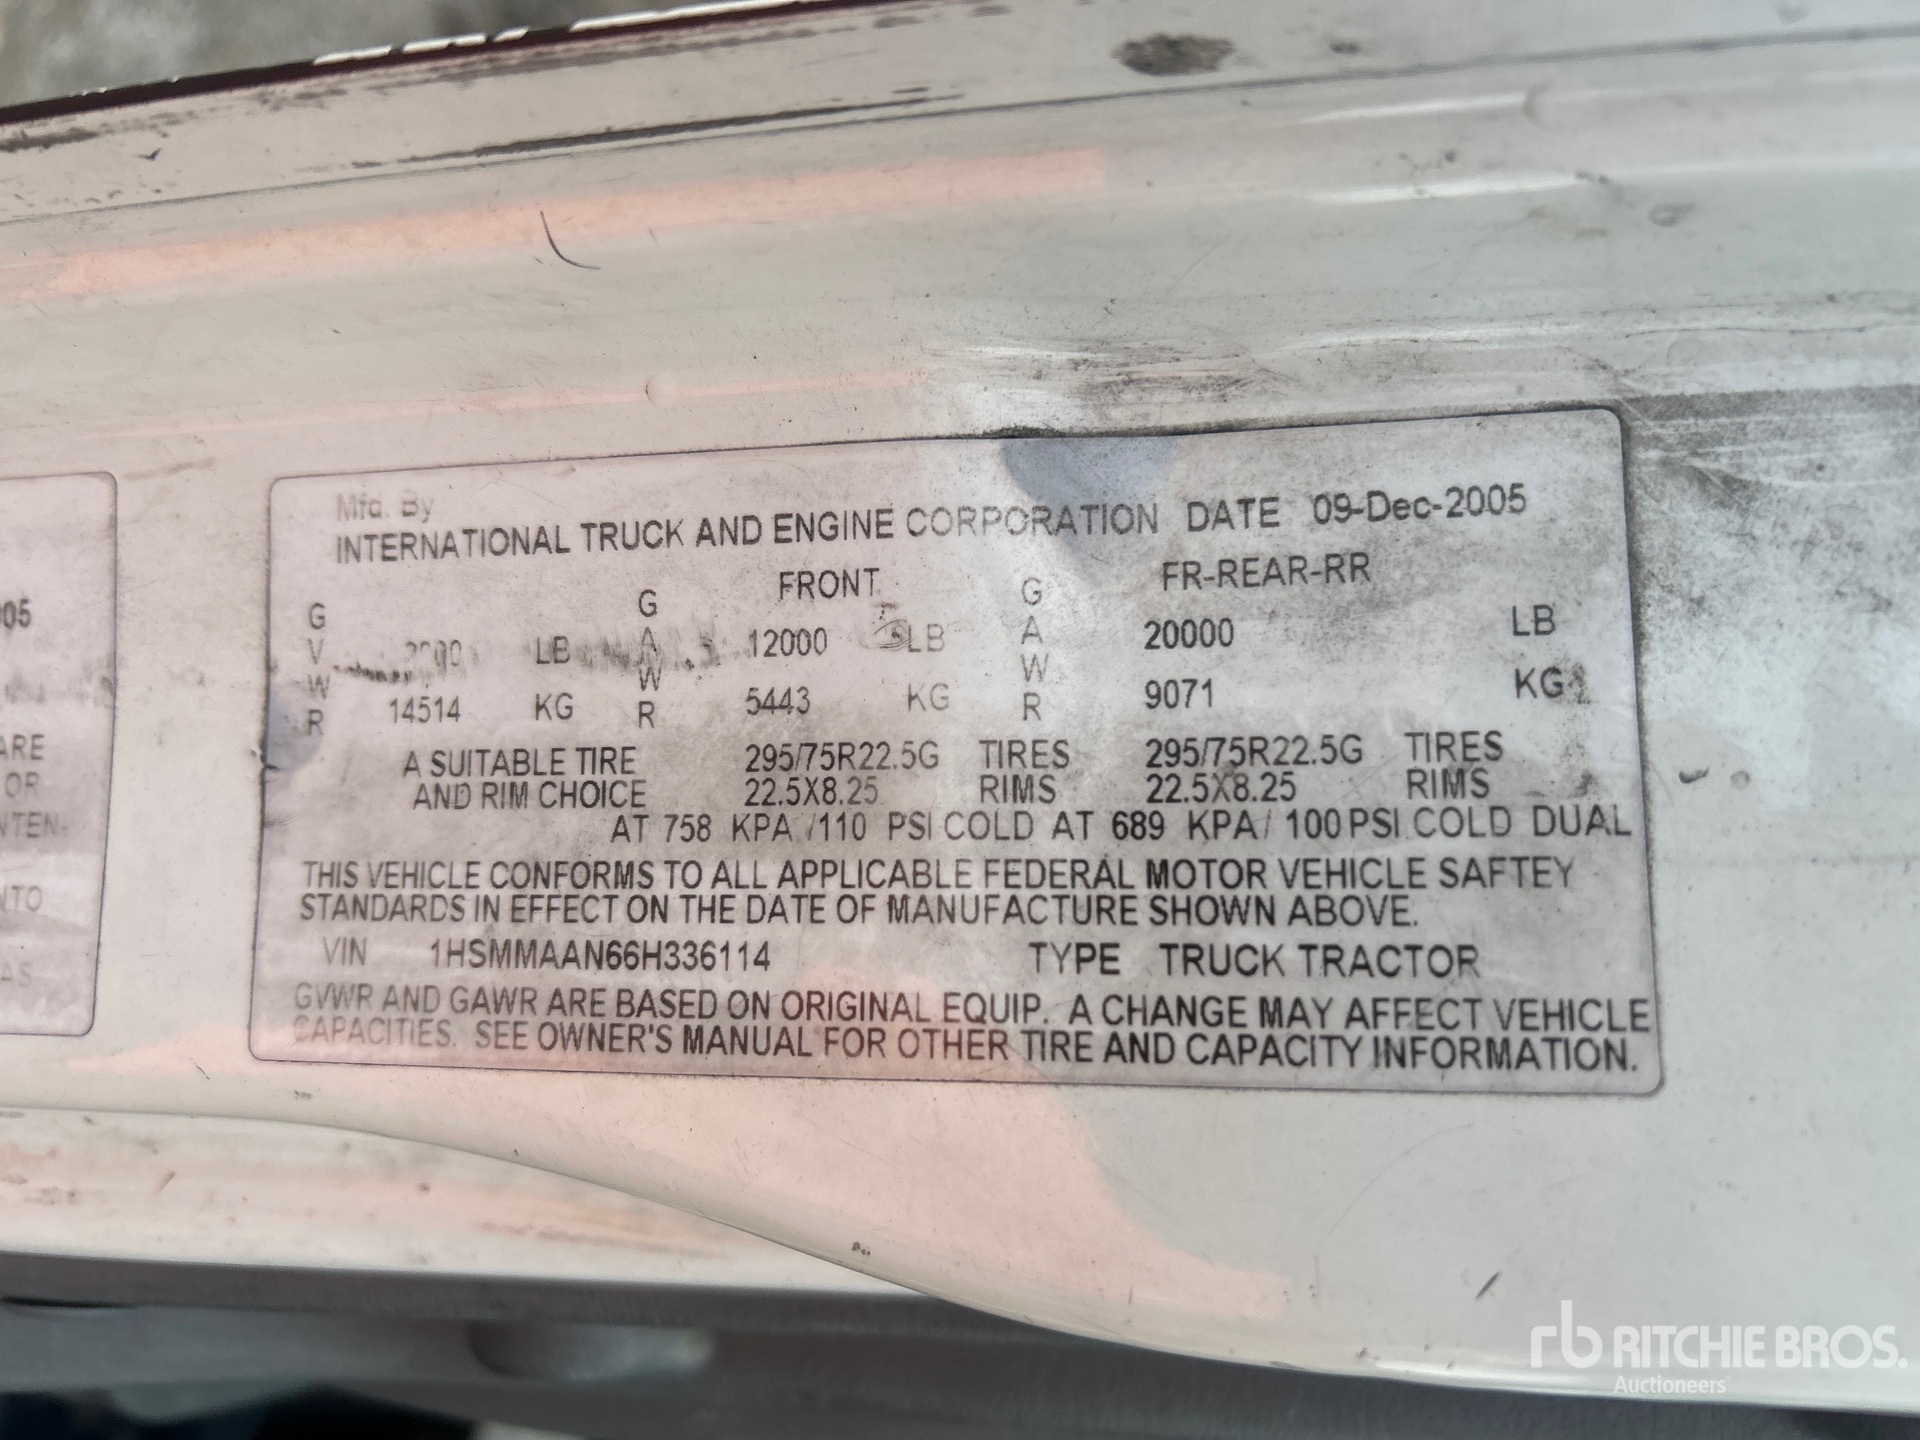 05
ARE
OR
NTEN-
NTO
AS
Mfd. By
INTERNATIONAL TRUCK AND ENGINE CORPORATION DATE 09-Dec-2005
FRONT FR-REAR-RR
G V W R LB G A W R 12000 LB G A W R 20000 LB
14514 KG 5443 KG 9071 KG
A SUITABLE TIRE 295/75R22.5G TIRES 295/75R22.5G TIRES
AND RIM CHOICE 22.5X8.25 RIMS 22.5X8.25 RIMS
AT 758 KPA /110 PSI COLD AT 689 KPA/ 100 PSI COLD DUAL
THIS VEHICLE CONFORMS TO ALL APPLICABLE FEDERAL MOTOR VEHICLE SAFTEY
STANDARDS IN EFFECT ON THE DATE OF MANUFACTURE SHOWN ABOVE.
VIN 1HSMMAAN66H336114 TYPE TRUCK TRACTOR
GVWR AND GAWR ARE BASED ON ORIGINAL EQUIP. A CHANGE MAY AFFECT VEHICLE
CAPACITIES. SEE OWNER'S MANUAL FOR OTHER TIRE AND CAPACITY INFORMATION.
rb RITCHIE BROS.
Auctioneers